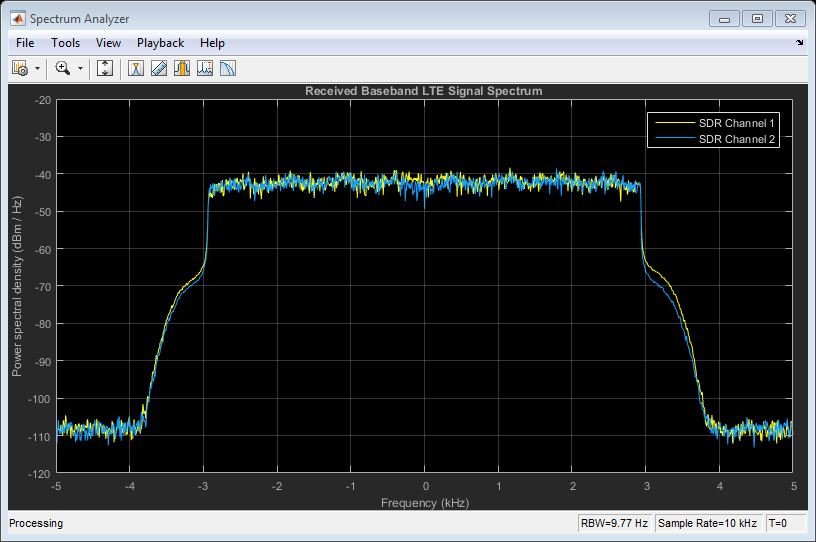 Spectrum Analyzer
File Tools View Playback Help
Received Baseband LTE Signal Spectrum
SDR Channel 1
SDR Channel 2
Power spectral density (dBm / Hz)
-20
-30
-40
-50
-60
-70
-80
-90
-100
-110
-120
-5 -4 -3 -2 -1 0 1 2 3 4 5
Frequency (kHz)
Processing RBW=9.77 Hz Sample Rate=10 kHz T=0